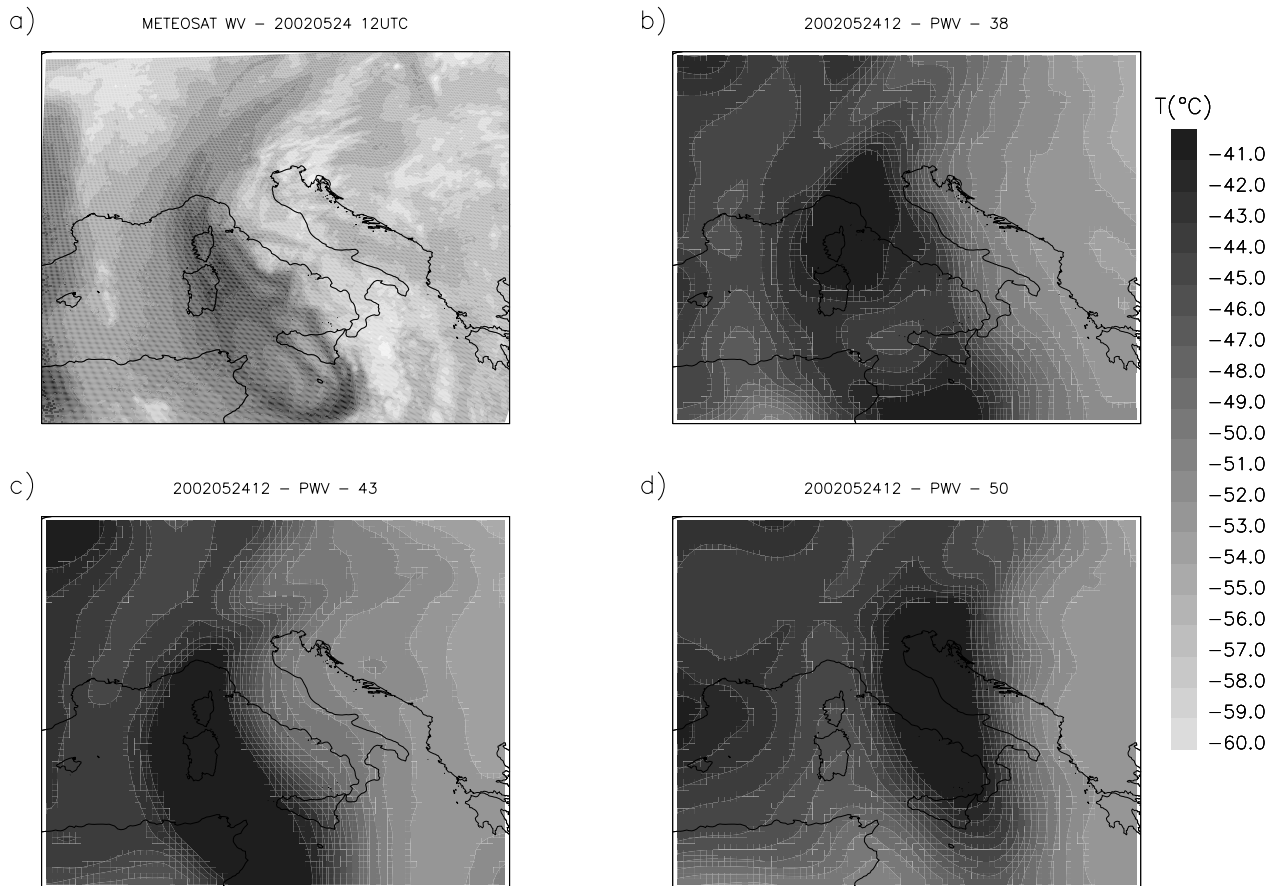 a)
METEOSAT WV – 20020524 12UTC
b)
2002052412 – PWV – 38
T(°C)
−41.0
−42.0
−43.0
−44.0
−45.0
−46.0
−47.0
−48.0
−49.0
−50.0
−51.0
−52.0
−53.0
−54.0
−55.0
−56.0
−57.0
−58.0
−59.0
−60.0
c)
2002052412 – PWV – 43
d)
2002052412 – PWV – 50